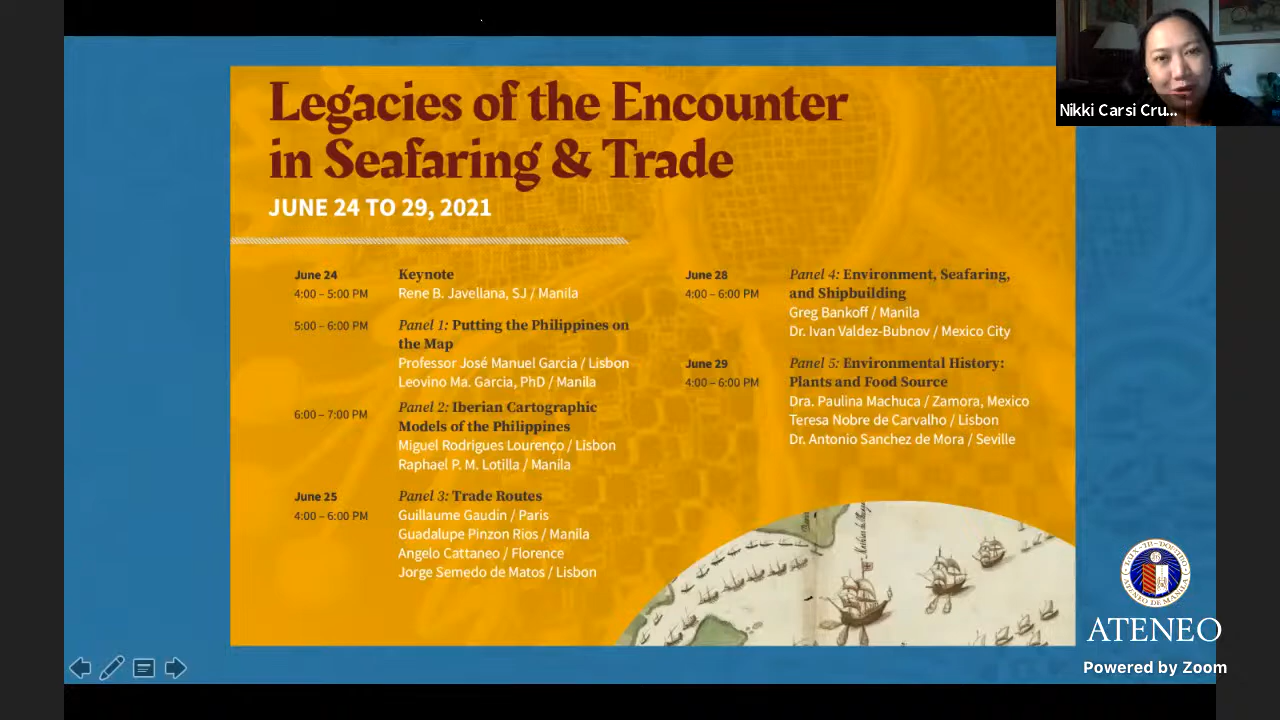 Legacies of the Encounter
in Seafaring & Trade
JUNE 24 TO 29, 2021
June 24
4:00 – 5:00 PM
Keynote
Rene B. Javellana, SJ / Manila
5:00 – 6:00 PM
Panel 1: Putting the Philippines on
the Map
Professor José Manuel Garcia / Lisbon
Leovino Ma. Garcia, PhD / Manila
6:00 – 7:00 PM
Panel 2: Iberian Cartographic
Models of the Philippines
Miguel Rodrigues Lourenço / Lisbon
Raphael P. M. Lotilla / Manila
June 25
4:00 – 6:00 PM
Panel 3: Trade Routes
Guillaume Gaudin / Paris
Guadalupe Pinzon Rios / Manila
Angelo Cattaneo / Florence
Jorge Semedo de Matos / Lisbon
June 28
4:00 – 6:00 PM
Panel 4: Environment, Seafaring,
and Shipbuilding
Greg Bankoff / Manila
Dr. Ivan Valdez-Bubnov / Mexico City
June 29
4:00 – 6:00 PM
Panel 5: Environmental History:
Plants and Food Source
Dra. Paulina Machuca / Zamora, Mexico
Teresa Nobre de Carvalho / Lisbon
Dr. Antonio Sanchez de Mora / Seville
Nikki Carsi Cru...
ATENEO DE MANILA
ATENEO
Powered by Zoom